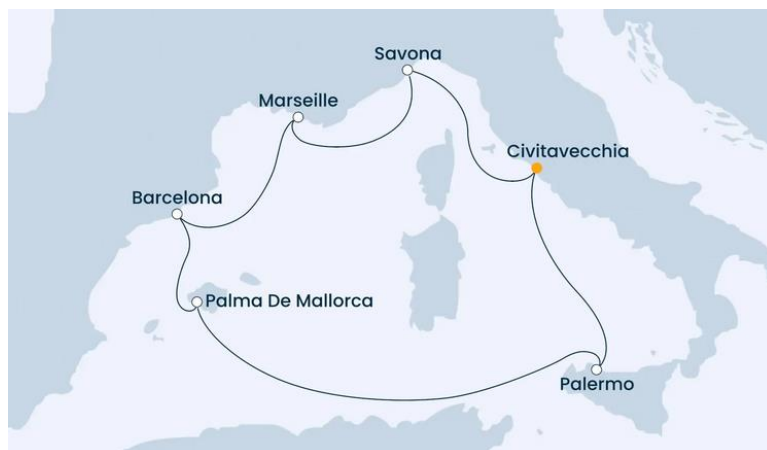 Savona
Marseille
Civitavecchia
Barcelona
Palma De Mallorca
Palermo